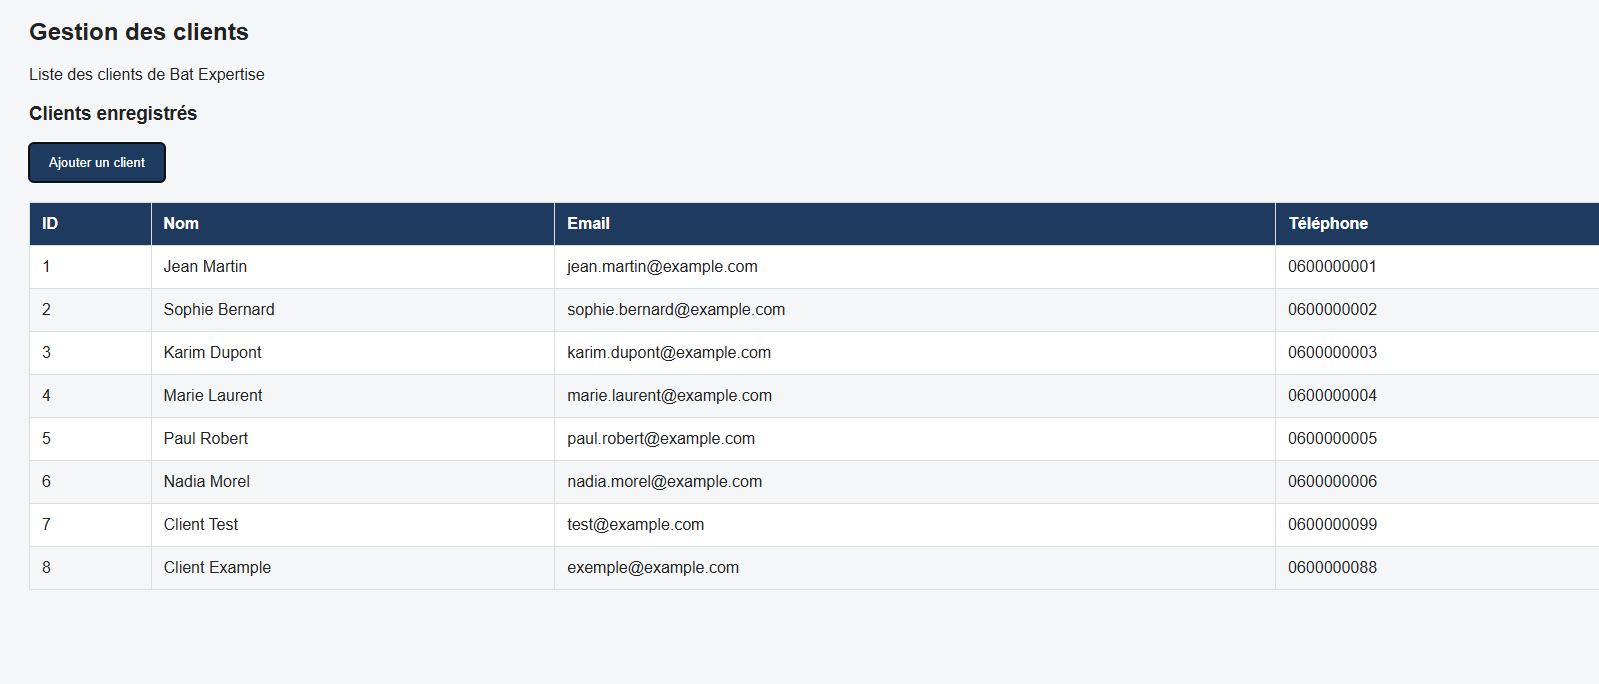 Gestion des clients
Liste des clients de Bat Expertise
Clients enregistrés
Ajouter un client
ID Nom Email Téléphone
1 Jean Martin jean.martin@example.com 0600000001
2 Sophie Bernard sophie.bernard@example.com 0600000002
3 Karim Dupont karim.dupont@example.com 0600000003
4 Marie Laurent marie.laurent@example.com 0600000004
5 Paul Robert paul.robert@example.com 0600000005
6 Nadia Morel nadia.morel@example.com 0600000006
7 Client Test test@example.com 0600000099
8 Client Example exemple@example.com 0600000088